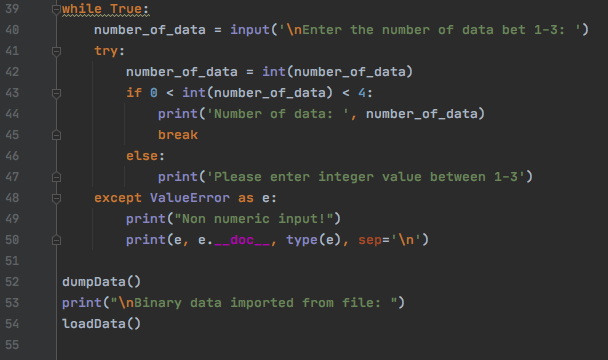 39 while True:
40     number_of_data = input('\nEnter the number of data bet 1-3: ')
41     try:
42         number_of_data = int(number_of_data)
43         if 0 < int(number_of_data) < 4:
44             print('Number of data: ', number_of_data)
45             break
46         else:
47             print('Please enter integer value between 1-3')
48     except ValueError as e:
49         print("Non numeric input!")
50         print(e, e.__doc__, type(e), sep='\n')
51
52 dumpData()
53 print("\nBinary data imported from file: ")
54 loadData()
55